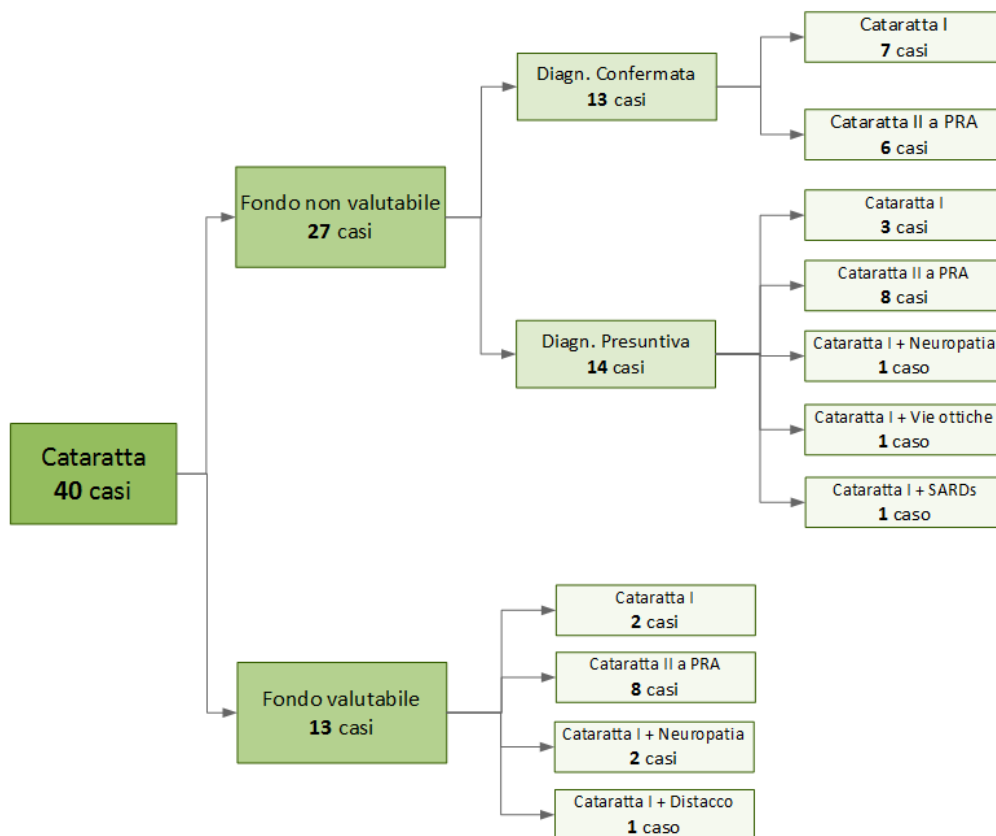 Cataratta I
7 casi
Diagn. Confermata
13 casi
Cataratta II a PRA
6 casi
Fondo non valutabile
27 casi
Cataratta I
3 casi
Cataratta II a PRA
8 casi
Diagn. Presuntiva
14 casi
Cataratta I + Neuropatia
1 caso
Cataratta I + Vie ottiche
1 caso
Cataratta I + SARDs
1 caso
Cataratta
40 casi
Cataratta I
2 casi
Cataratta II a PRA
8 casi
Fondo valutabile
13 casi
Cataratta I + Neuropatia
2 casi
Cataratta I + Distacco
1 caso